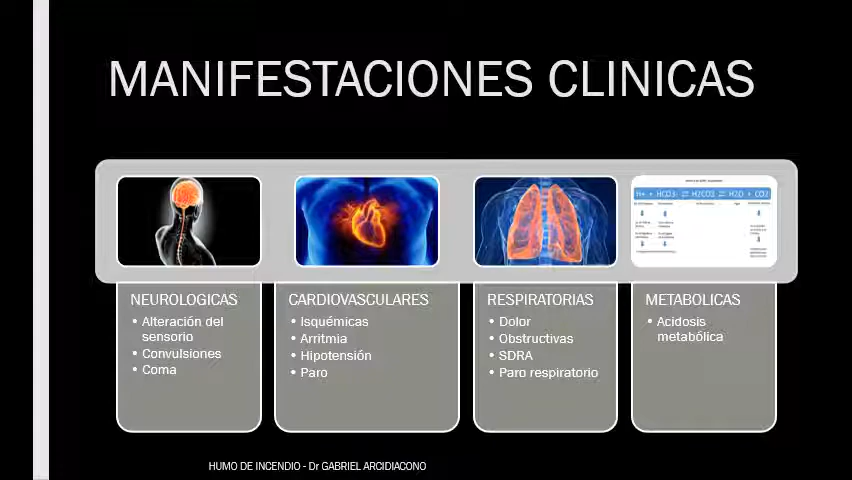 MANIFESTACIONES CLINICAS
H+ + HCO3- ⇌ H2CO3 ⇌ H2O + CO2
NEUROLOGICAS
• Alteración del
sensorio
• Convulsiones
• Coma
CARDIOVASCULARES
• Isquémicas
• Arritmia
• Hipotensión
• Paro
RESPIRATORIAS
• Dolor
• Obstructivas
• SDRA
• Paro respiratorio
METABOLICAS
• Acidosis
metabólica
HUMO DE INCENDIO - Dr GABRIEL ARCIDIACONO